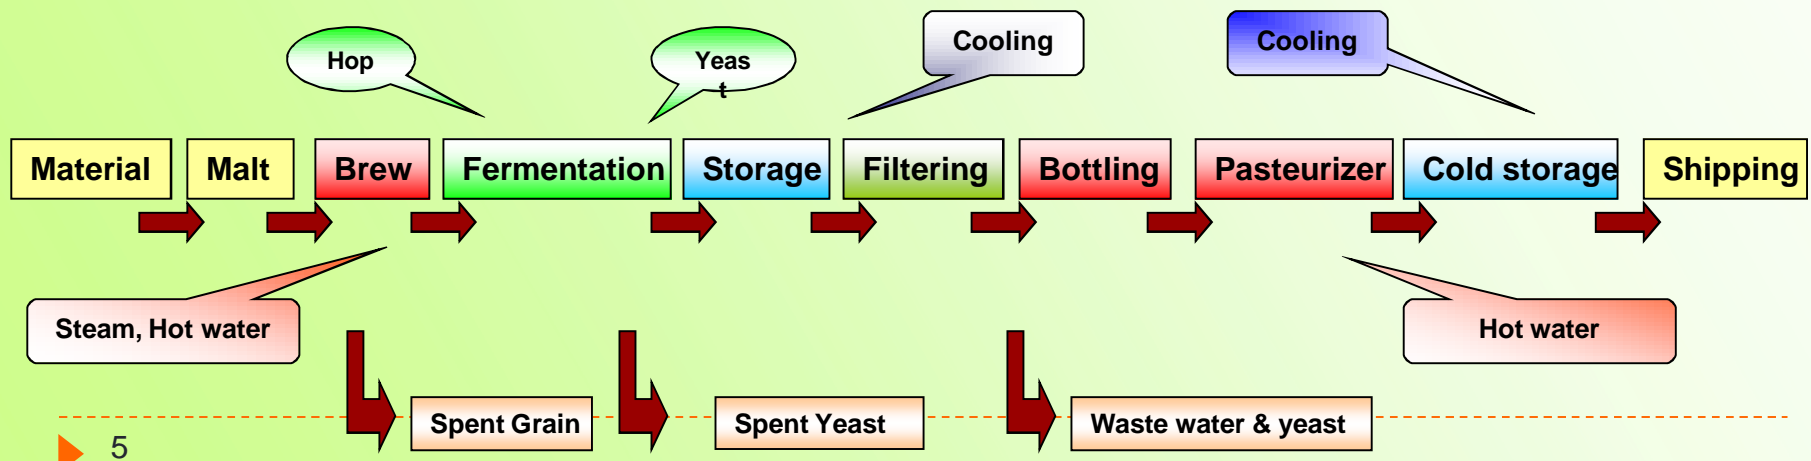 Hop
Yeas
t
Cooling
Cooling
Material
Malt
Brew
Fermentation
Storage
Filtering
Bottling
Pasteurizer
Cold storage
Shipping
Steam, Hot water
Hot water
Spent Grain
Spent Yeast
Waste water & yeast
5